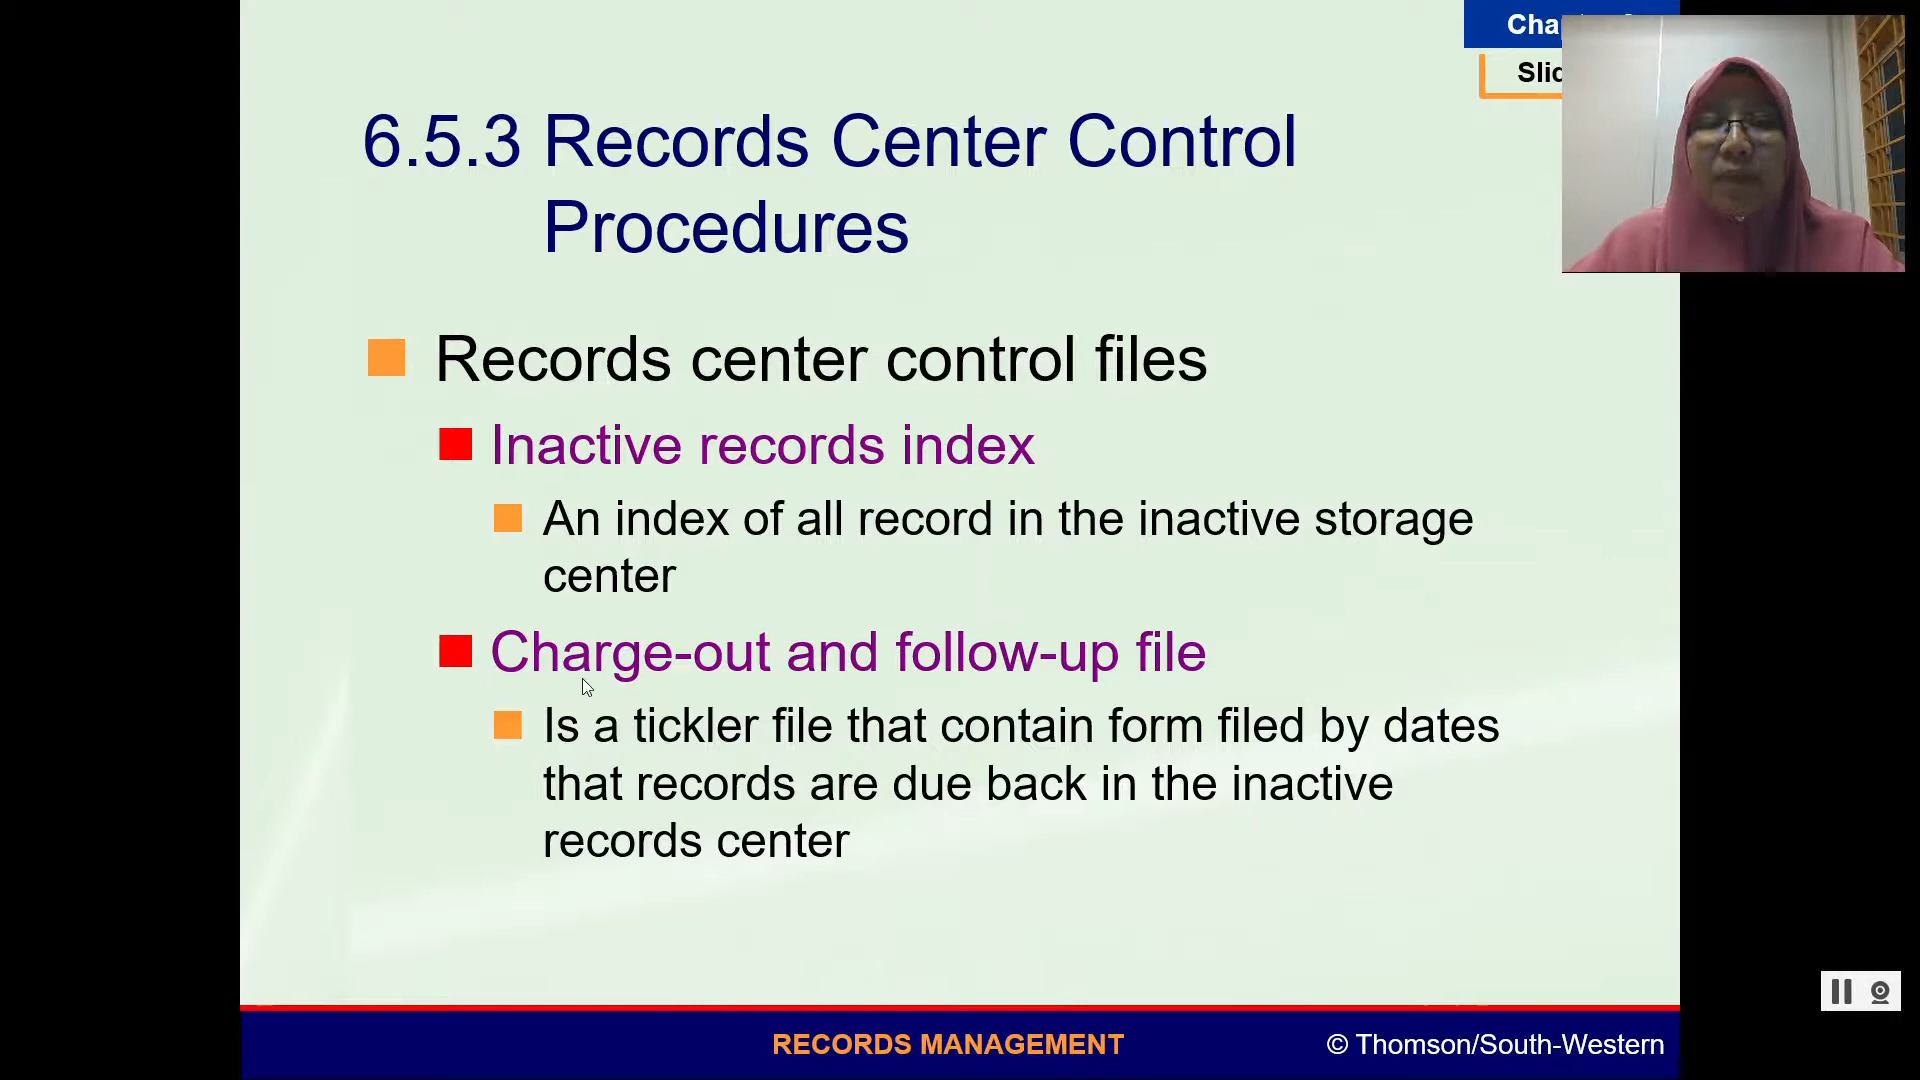 6.5.3 Records Center Control
Procedures
Records center control files
Inactive records index
An index of all record in the inactive storage
center
Charge-out and follow-up file
Is a tickler file that contain form filed by dates
that records are due back in the inactive
records center
RECORDS MANAGEMENT
© Thomson/South-Western